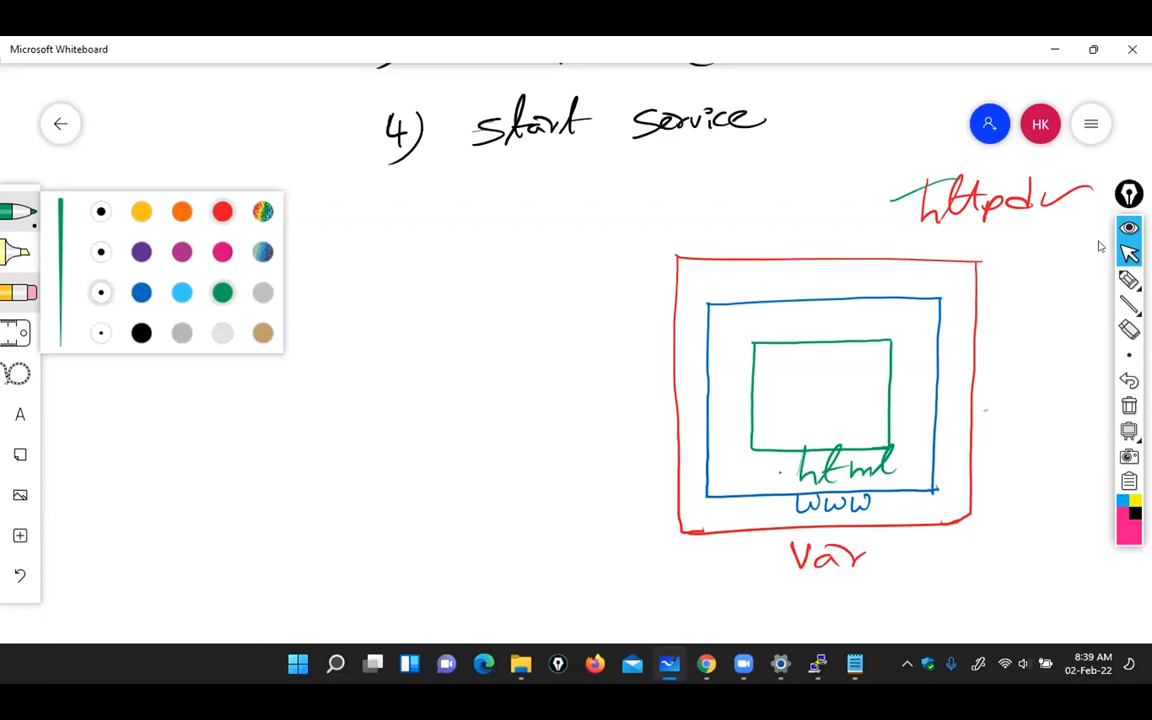 Microsoft Whiteboard
4) start service
HK
httpd
html
www
var
A
8:39 AM
02-Feb-22